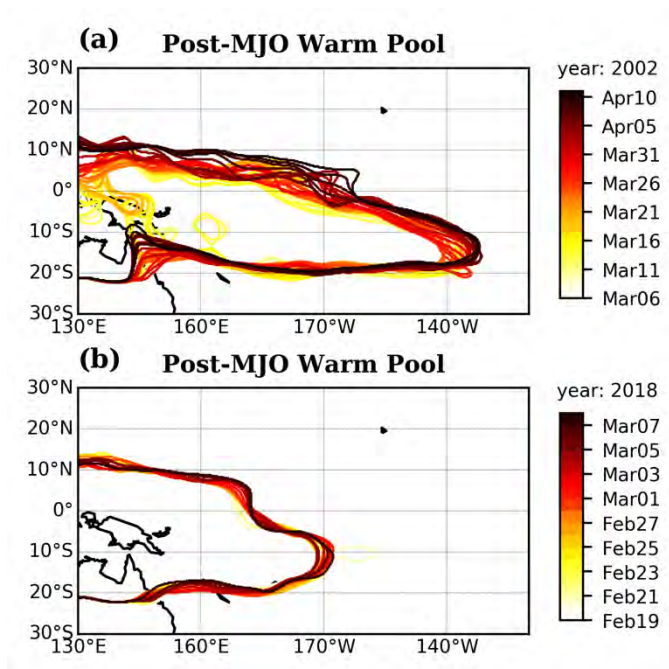 (a) Post-MJO Warm Pool
year: 2002
30°N
20°N
10°N
0°
10°S
20°S
30°S
130°E 160°E 170°W 140°W
Apr10
Apr05
Mar31
Mar26
Mar21
Mar16
Mar11
Mar06
(b) Post-MJO Warm Pool
year: 2018
30°N
20°N
10°N
0°
10°S
20°S
30°S
130°E 160°E 170°W 140°W
Mar07
Mar05
Mar03
Mar01
Feb27
Feb25
Feb23
Feb21
Feb19